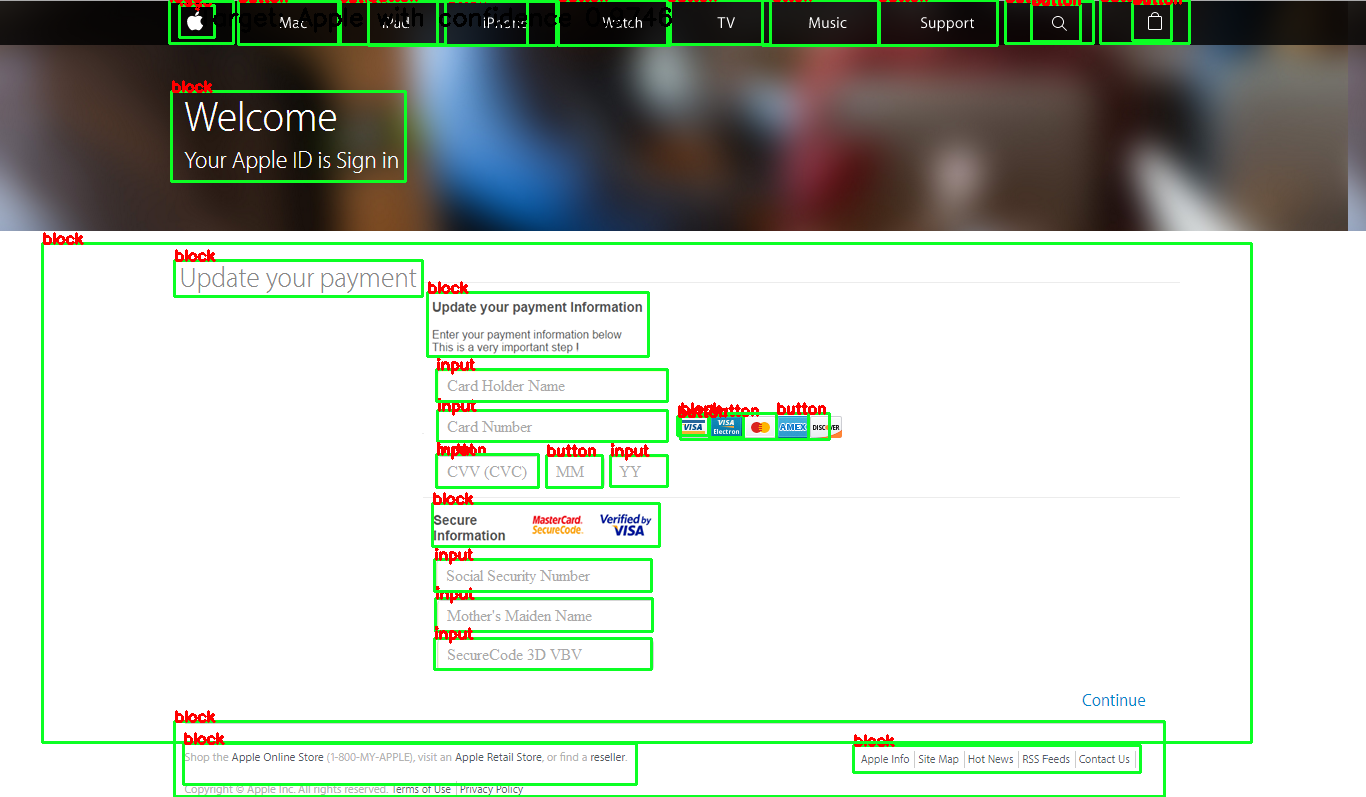 Target: Apple with confidence
Mac iPad iPhone Watch TV Music Support
button
block
Welcome
Your Apple ID is Sign in
block
block
Update your payment
block
Update your payment Information
Enter your payment information below
This is a very important step !
input
Card Holder Name
input
Card Number
block button button
VISA VISA Electron AMEX DISCOVER
button input
CVV (CVC) MM YY
block
Secure Information
MasterCard. SecureCode. Verified by VISA
input
Social Security Number
input
Mother's Maiden Name
input
SecureCode 3D VBV
Continue
block
block
Shop the Apple Online Store (1-800-MY-APPLE), visit an Apple Retail Store, or find a reseller.
block
Apple Info Site Map Hot News RSS Feeds Contact Us
Copyright © Apple Inc. All rights reserved. Terms of Use Privacy Policy